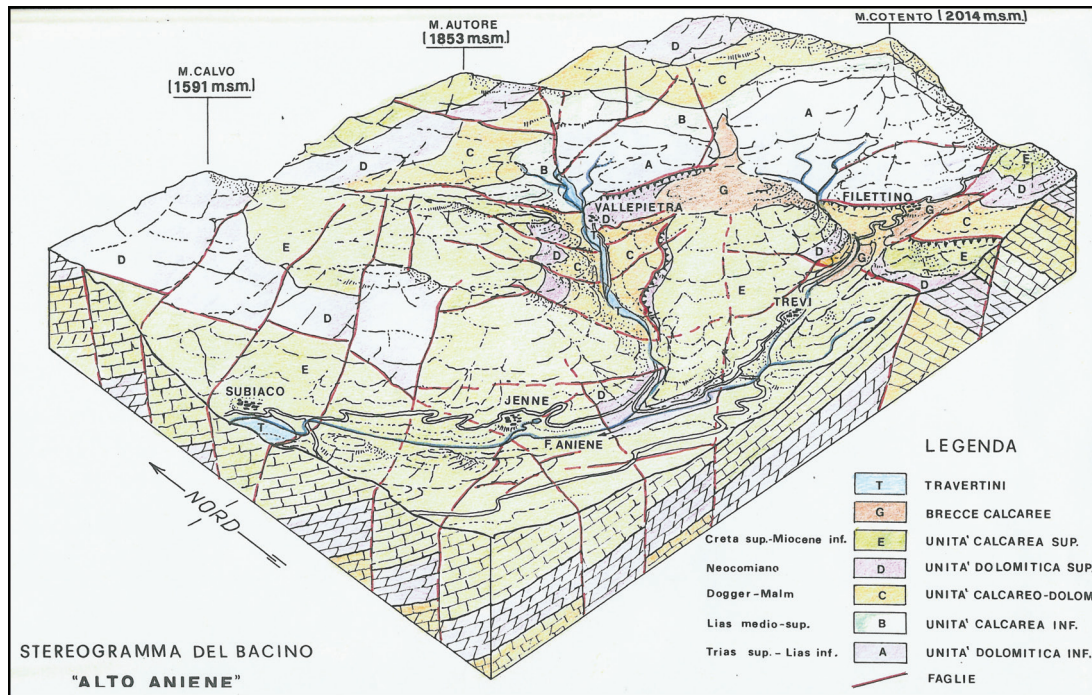 M. AUTORE
(1853 m.s.m.)
M. COTENTO (2014 m.s.m.)
M. CALVO
(1591 m.s.m.)
D
C
B
A
E
D
C
D
B
A
D
C
D
VALLEPIETRA
D
G
FILETTINO
G
E
D
C
E
D
E
D
C
C
E
D
G
D
TREVI
D
E
SUBIACO
T
JENNE
D
F. ANIENE
NORD
LEGENDA
T TRAVERTINI
G BRECCE CALCAREE
Creta sup.-Miocene inf. E UNITA' CALCAREA SUP.
Neocomiano D UNITA' DOLOMITICA SUP
Dogger-Malm C UNITA' CALCAREO-DOLOM
Lias medio-sup. B UNITA' CALCAREA INF.
Trias sup.-Lias inf. A UNITA' DOLOMITICA INF.
FAGLIE
STEREOGRAMMA DEL BACINO
"ALTO ANIENE"